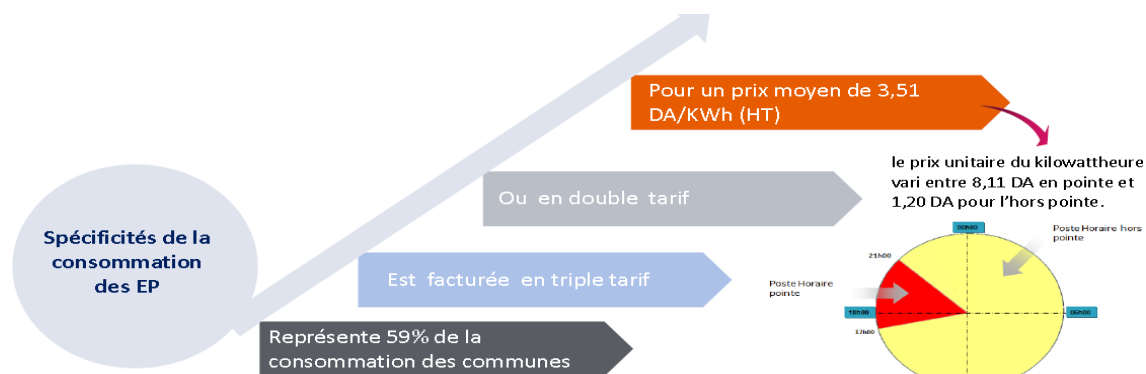 Pour un prix moyen de 3,51
DA/KWh (HT)
le prix unitaire du kilowattheure
vari entre 8,11 DA en pointe et
1,20 DA pour l'hors pointe.
Ou en double tarif
Spécificités de la
consommation
des EP
Est facturée en triple tarif
Représente 59% de la
consommation des communes
00h00
Poste Horaire hors
pointe
21h00
Poste Horaire
pointe
18h00
06h00
17h00